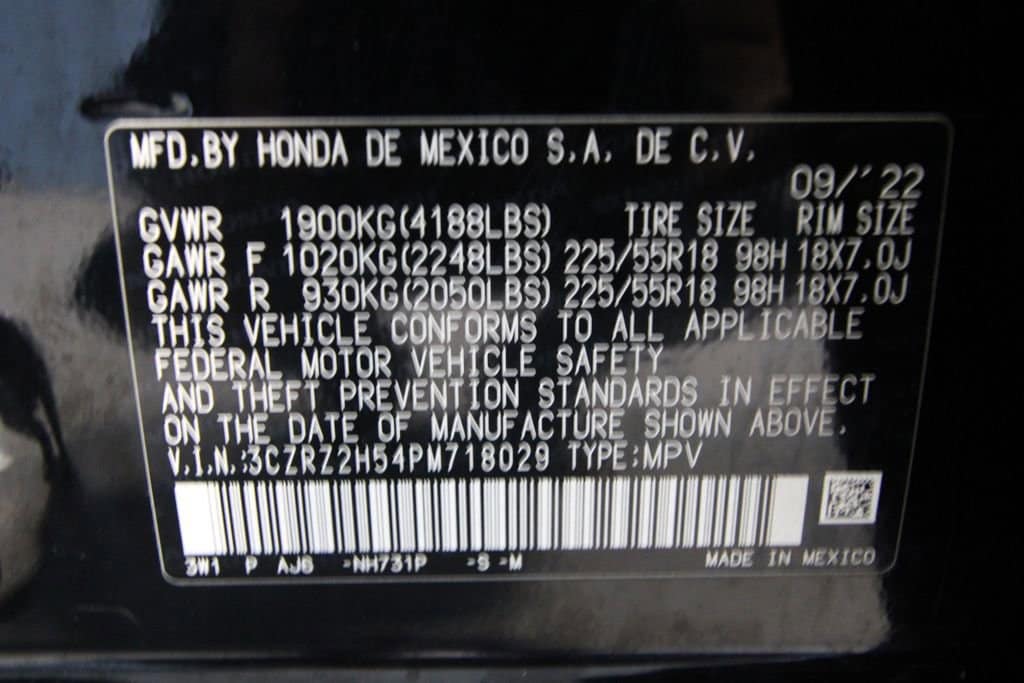 MFD.BY HONDA DE MEXICO S.A. DE C.V.
09/'22
GVWR 1900KG(4188LBS) TIRE SIZE RIM SIZE
GAWR F 1020KG(2248LBS) 225/55R18 98H 18X7.0J
GAWR R 930KG(2050LBS) 225/55R18 98H 18X7.0J
THIS VEHICLE CONFORMS TO ALL APPLICABLE
FEDERAL MOTOR VEHICLE SAFETY
AND THEFT PREVENTION STANDARDS IN EFFECT
ON THE DATE OF MANUFACTURE SHOWN ABOVE.
V.I.N.:3CZRZ2H54PM718029 TYPE:MPV
3W1 P AJ6 -NH731P -S -M MADE IN MEXICO